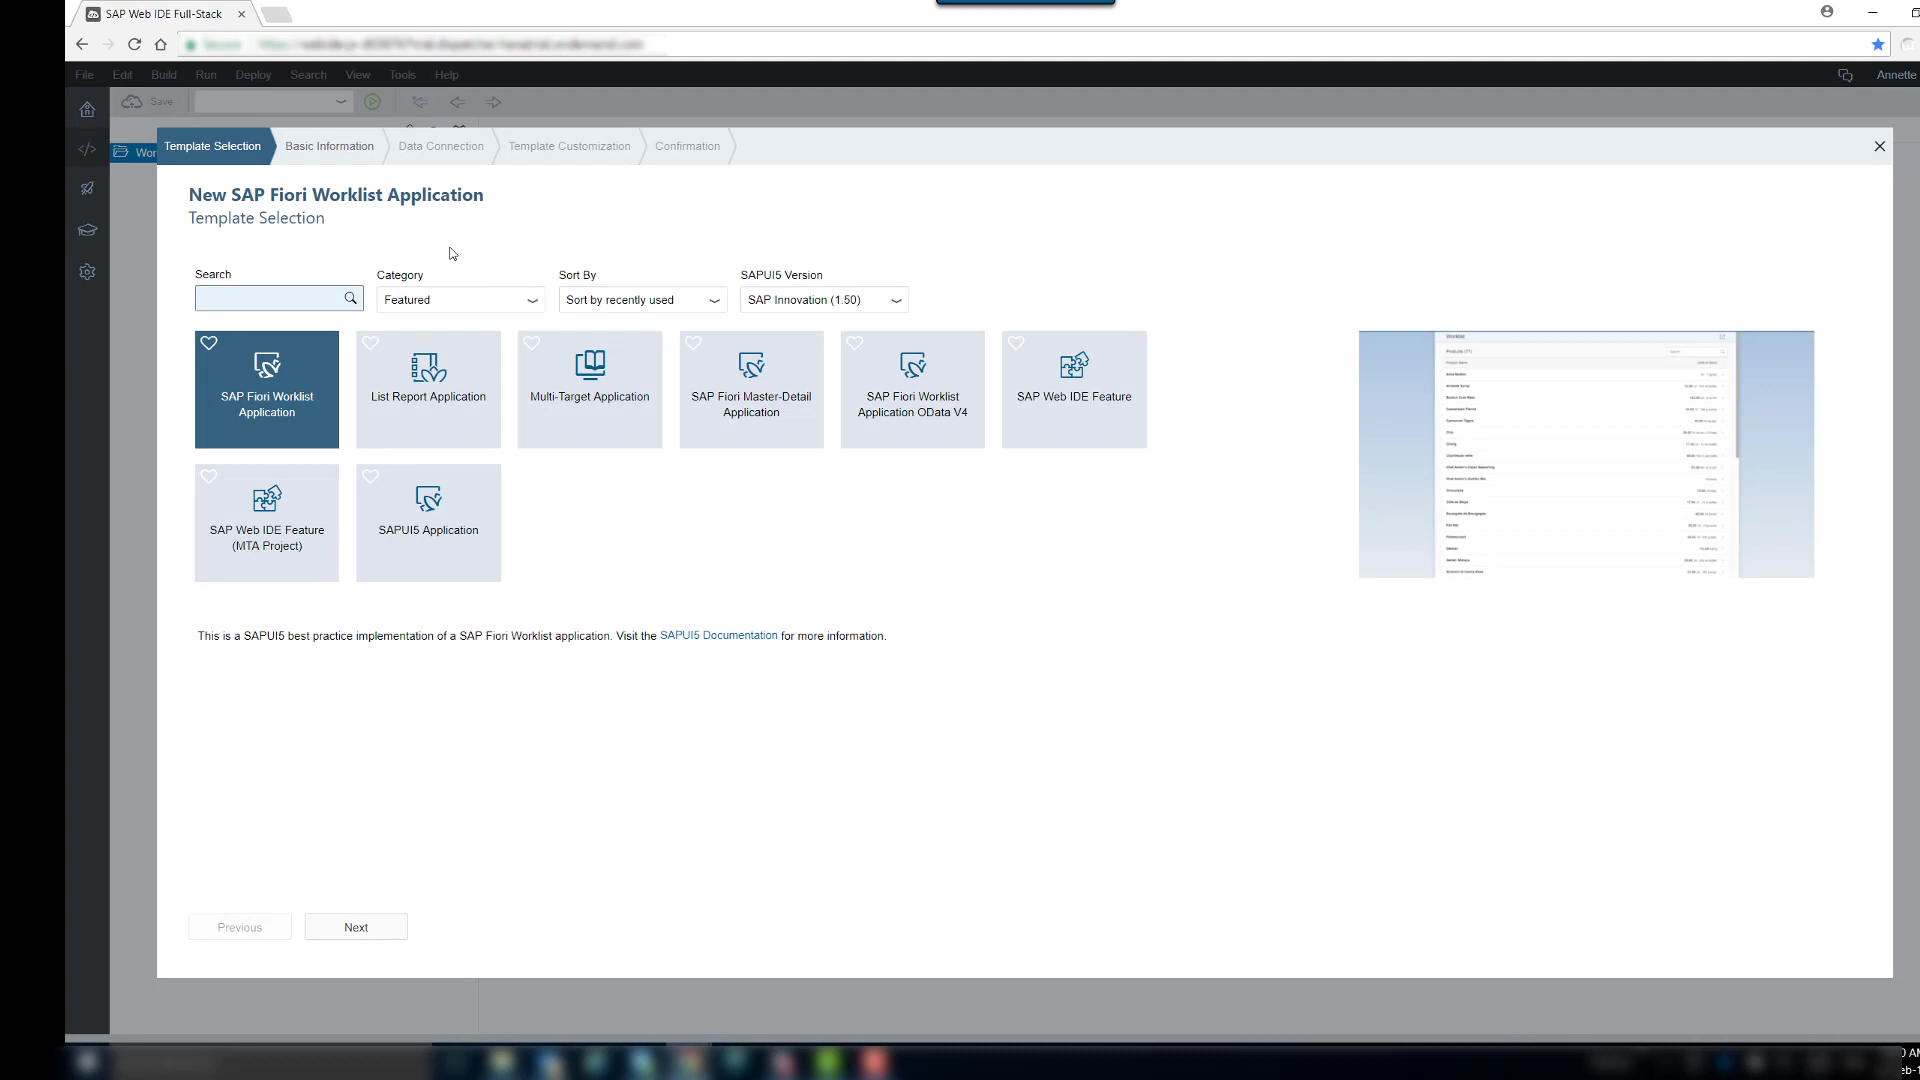 SAP Web IDE Full-Stack
File Edit Build Run Deploy Search View Tools Help
Annette
Save
Template Selection Basic Information Data Connection Template Customization Confirmation
New SAP Fiori Worklist Application
Template Selection
Search Category Sort By SAPUI5 Version
Featured Sort by recently used SAP Innovation (1.50)
SAP Fiori Worklist
Application
List Report Application
Multi-Target Application
SAP Fiori Master-Detail
Application
SAP Fiori Worklist
Application OData V4
SAP Web IDE Feature
SAP Web IDE Feature
(MTA Project)
SAPUI5 Application
Worklist
This is a SAPUI5 best practice implementation of a SAP Fiori Worklist application. Visit the SAPUI5 Documentation for more information.
Previous Next